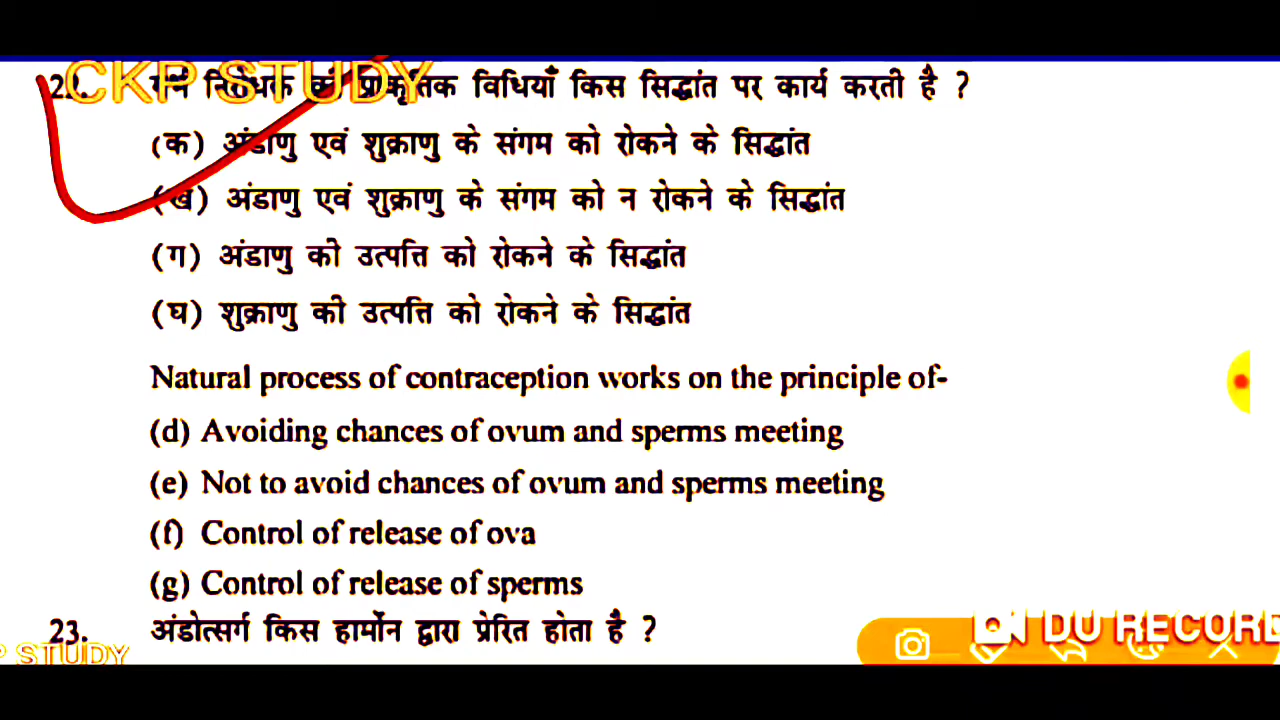 CKP STUDY
22. गर्भ निरोधक की प्राकृतिक विधियाँ किस सिद्धांत पर कार्य करती है ?
(क) अंडाणु एवं शुक्राणु के संगम को रोकने के सिद्धांत
(ख) अंडाणु एवं शुक्राणु के संगम को न रोकने के सिद्धांत
(ग) अंडाणु की उत्पत्ति को रोकने के सिद्धांत
(घ) शुक्राणु की उत्पत्ति को रोकने के सिद्धांत
Natural process of contraception works on the principle of-
(d) Avoiding chances of ovum and sperms meeting
(e) Not to avoid chances of ovum and sperms meeting
(f) Control of release of ova
(g) Control of release of sperms
23. अंडोत्सर्ग किस हार्मोन द्वारा प्रेरित होता है ?
DU RECORD
P STUDY